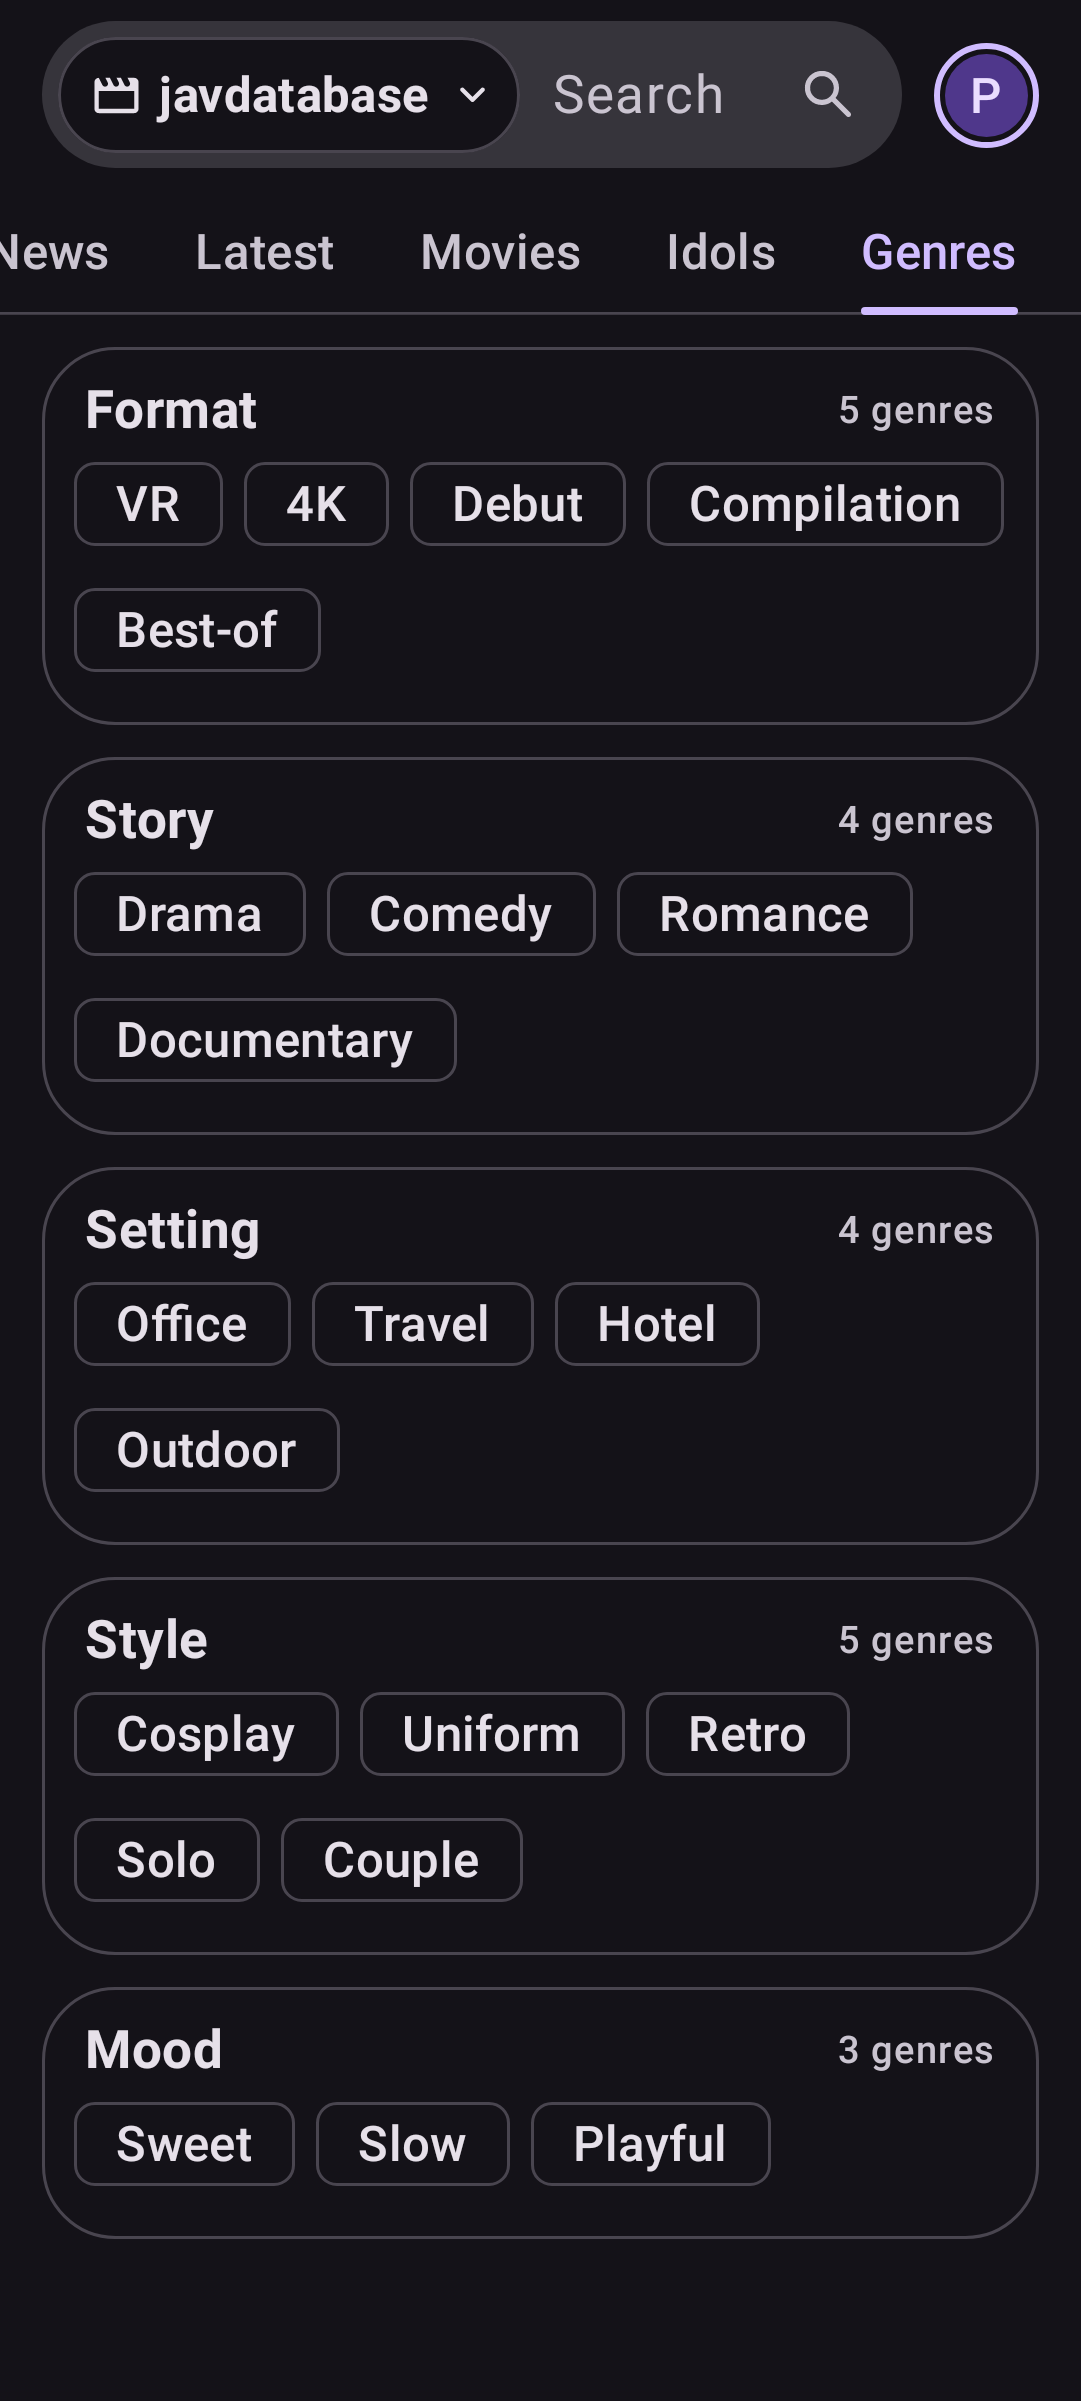 javdatabase Search P
News Latest Movies Idols Genres
Format 5 genres
VR 4K Debut Compilation
Best-of
Story 4 genres
Drama Comedy Romance
Documentary
Setting 4 genres
Office Travel Hotel
Outdoor
Style 5 genres
Cosplay Uniform Retro
Solo Couple
Mood 3 genres
Sweet Slow Playful